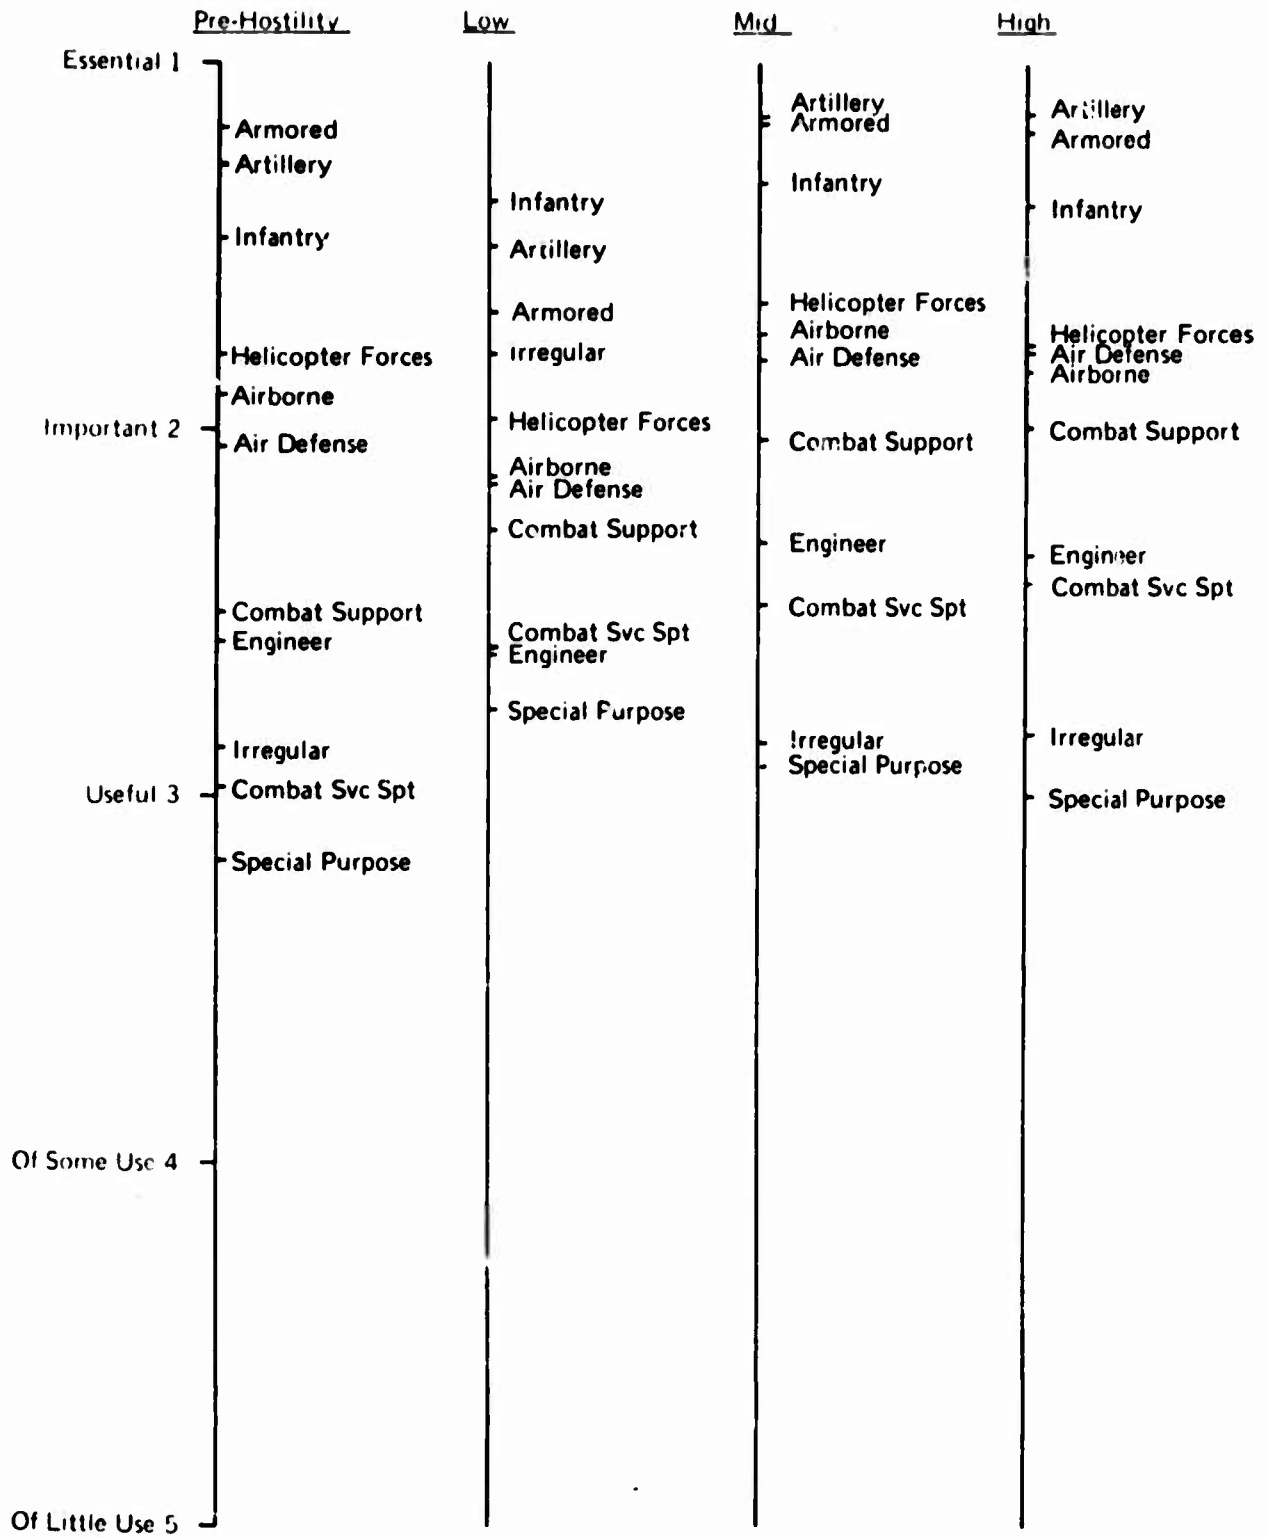 Pre-Hostility Low Mid High
Essential 1
Armored
Artillery
Infantry
Helicopter Forces
Airborne
Important 2
Air Defense
Combat Support
Engineer
Irregular
Useful 3
Combat Svc Spt
Special Purpose
Of Some Use 4
Of Little Use 5
Infantry
Artillery
Armored
Irregular
Helicopter Forces
Airborne
Air Defense
Combat Support
Combat Svc Spt
Engineer
Special Purpose
Artillery
Armored
Infantry
Helicopter Forces
Airborne
Air Defense
Combat Support
Engineer
Combat Svc Spt
Irregular
Special Purpose
Artillery
Armored
Infantry
Helicopter Forces
Air Defense
Airborne
Combat Support
Engineer
Combat Svc Spt
Irregular
Special Purpose